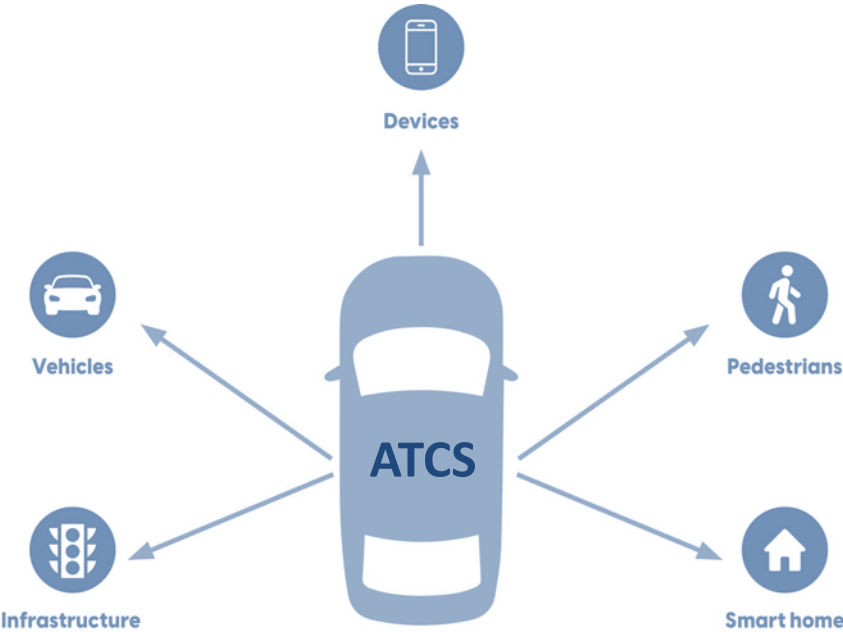 Devices
Vehicles
Pedestrians
ATCS
Infrastructure
Smart home